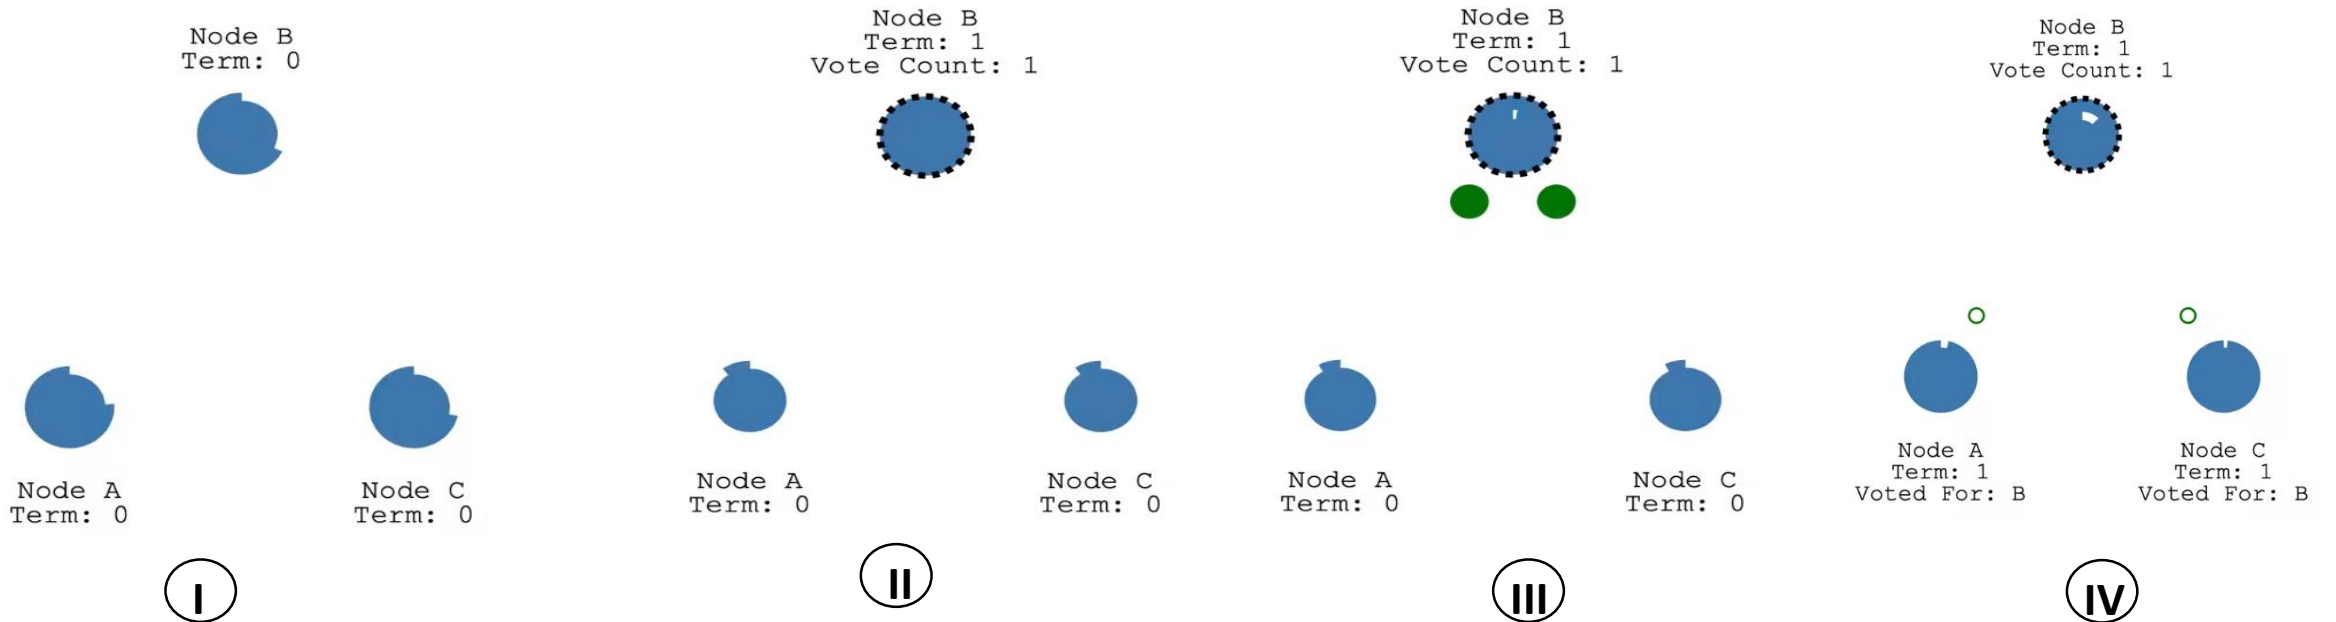 Node B
Term: 0
Node A
Term: 0
Node C
Term: 0
I
Node B
Term: 1
Vote Count: 1
Node A
Term: 0
Node C
Term: 0
II
Node B
Term: 1
Vote Count: 1
Node A
Term: 0
Node C
Term: 0
III
Node B
Term: 1
Vote Count: 1
Node A
Term: 1
Voted For: B
Node C
Term: 1
Voted For: B
IV